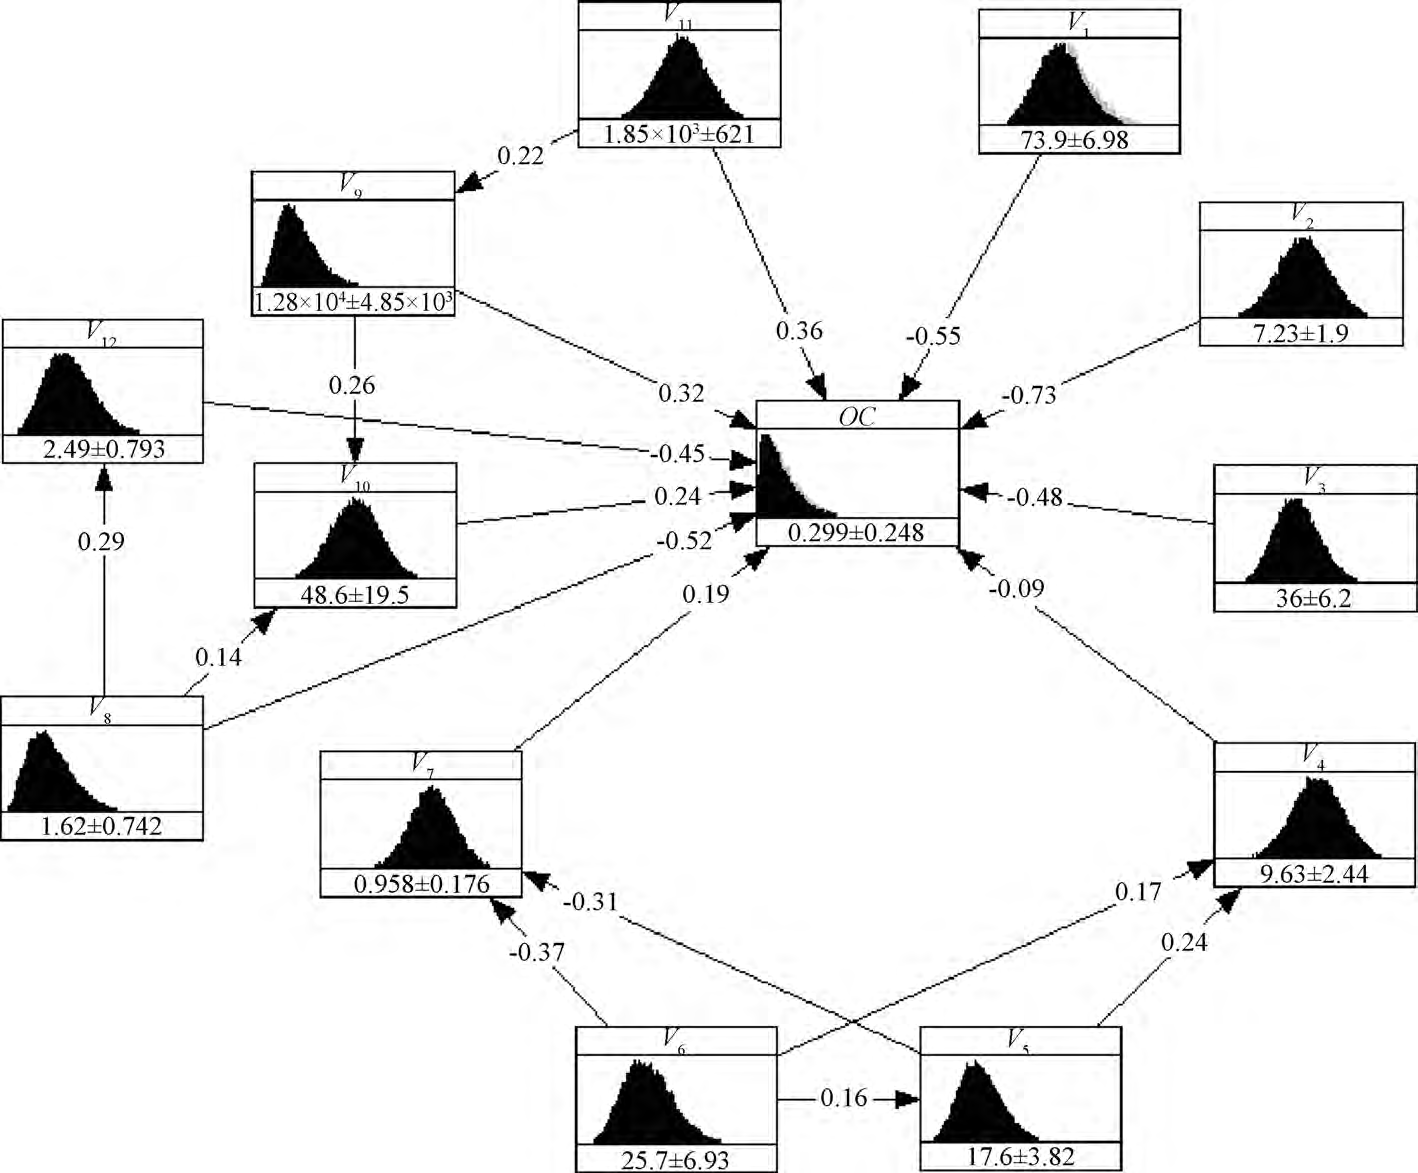 V11
1.85×10³±621
V1
73.9±6.98
0.22
V9
1.28×10⁴±4.85×10³
V2
7.23±1.9
V12
2.49±0.793
0.36
-0.55
0.26
0.32
-0.73
OC
0.299±0.248
-0.45
V10
48.6±19.5
0.24
-0.48
V3
36±6.2
0.29
-0.52
0.19
-0.09
0.14
V8
1.62±0.742
V7
0.958±0.176
V4
9.63±2.44
-0.31
0.17
-0.37
0.24
V6
25.7±6.93
0.16
V5
17.6±3.82